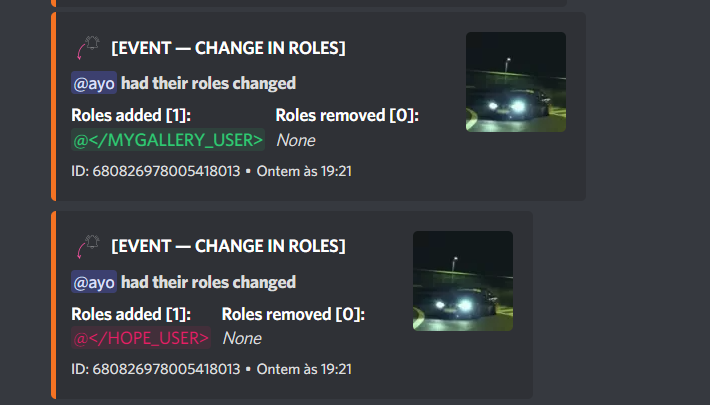 [EVENT — CHANGE IN ROLES]
@ayo had their roles changed
Roles added [1]: Roles removed [0]:
@</MYGALLERY_USER> None
ID: 680826978005418013 • Ontem às 19:21
[EVENT — CHANGE IN ROLES]
@ayo had their roles changed
Roles added [1]: Roles removed [0]:
@</HOPE_USER> None
ID: 680826978005418013 • Ontem às 19:21